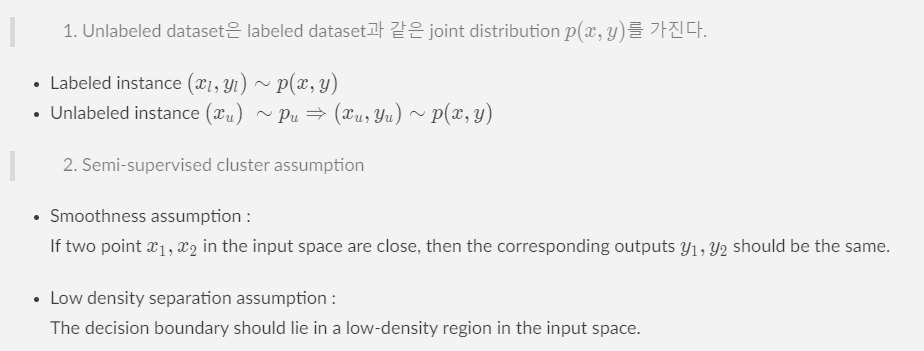 1. Unlabeled dataset은 labeled dataset과 같은 joint distribution p(x, y)를 가진다.
• Labeled instance (x_l, y_l) ∼ p(x, y)
• Unlabeled instance (x_u) ∼ p_u ⇒ (x_u, y_u) ∼ p(x, y)
2. Semi-supervised cluster assumption
• Smoothness assumption :
If two point x_1, x_2 in the input space are close, then the corresponding outputs y_1, y_2 should be the same.
• Low density separation assumption :
The decision boundary should lie in a low-density region in the input space.